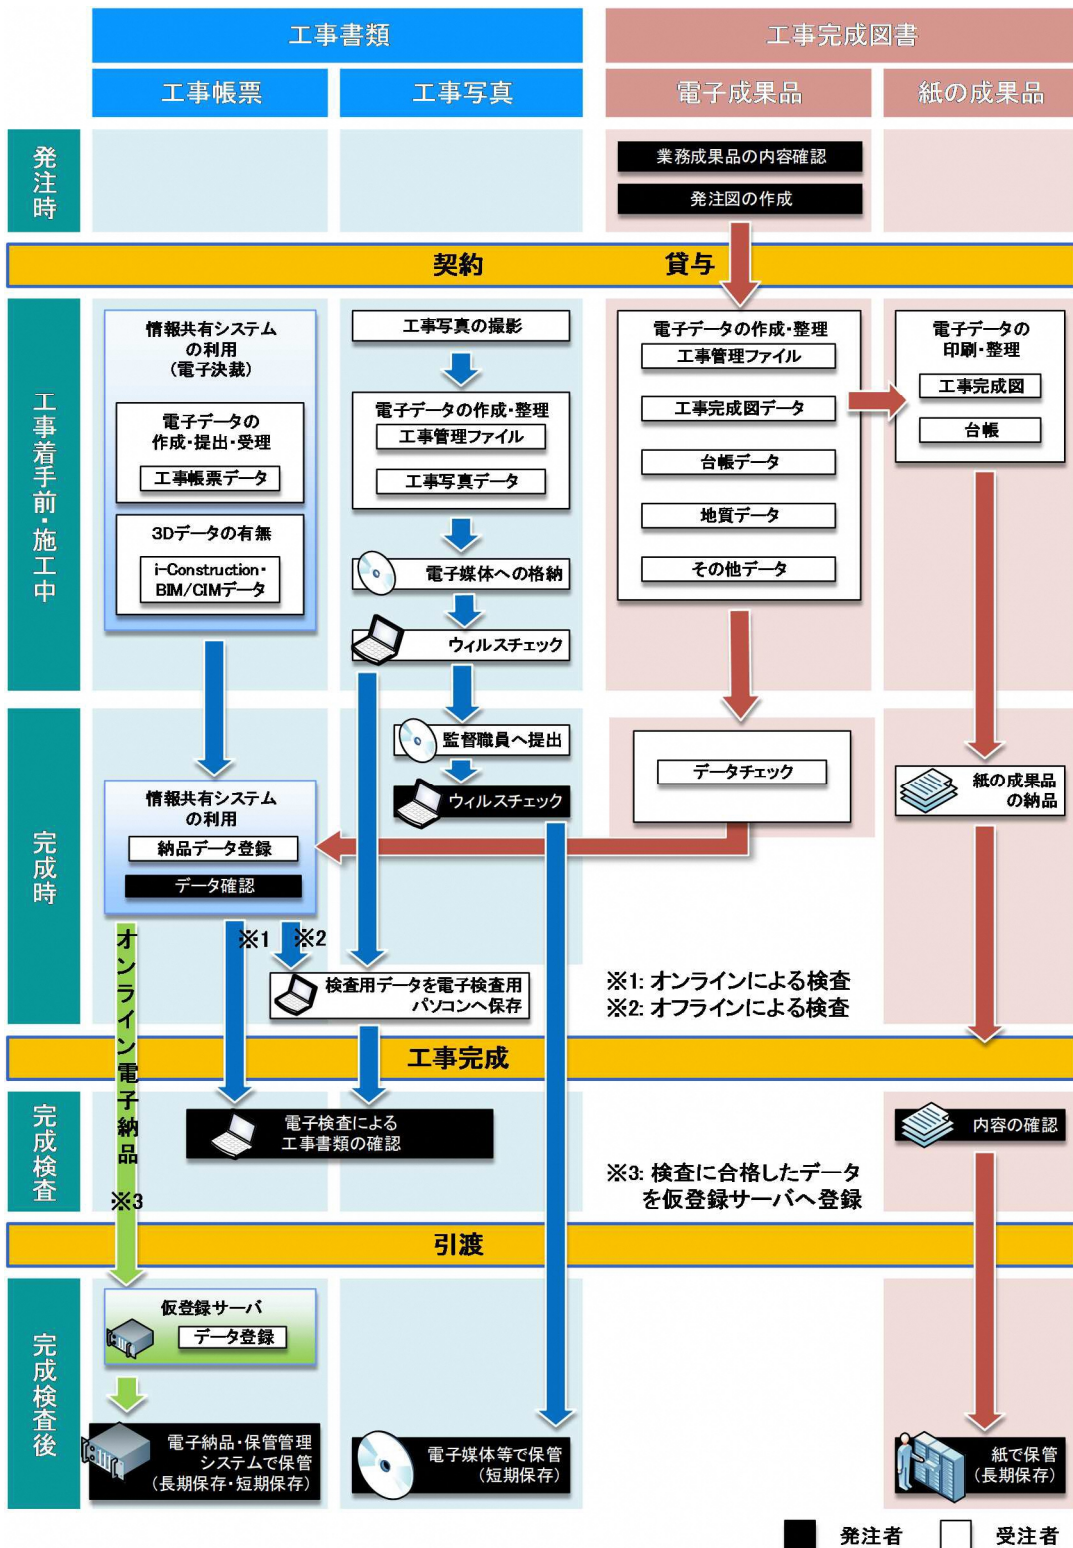 工事書類
工事完成図書
工事帳票
工事写真
電子成果品
紙の成果品
発注時
業務成果品の内容確認
発注図の作成
契約
貸与
工事着手前・施工中
情報共有システム
の利用
(電子決裁)
電子データの
作成・提出・受理
工事帳票データ
3Dデータの有無
i-Construction・
BIM/CIMデータ
工事写真の撮影
電子データの作成・整理
工事管理ファイル
工事写真データ
電子媒体への格納
ウィルスチェック
電子データの作成・整理
工事管理ファイル
工事完成図データ
台帳データ
地質データ
その他データ
電子データの
印刷・整理
工事完成図
台帳
完成時
監督職員へ提出
ウィルスチェック
データチェック
紙の成果品
の納品
情報共有システム
の利用
納品データ登録
データ確認
オンライン電子納品
※1
※2
検査用データを電子検査用
パソコンへ保存
※1: オンラインによる検査
※2: オフラインによる検査
工事完成
完成検査
電子検査による
工事書類の確認
内容の確認
※3
※3: 検査に合格したデータ
を仮登録サーバへ登録
引渡
完成検査後
仮登録サーバ
データ登録
電子納品・保管管理
システムで保管
(長期保存・短期保存)
電子媒体等で保管
(短期保存)
紙で保管
(長期保存)
発注者
受注者